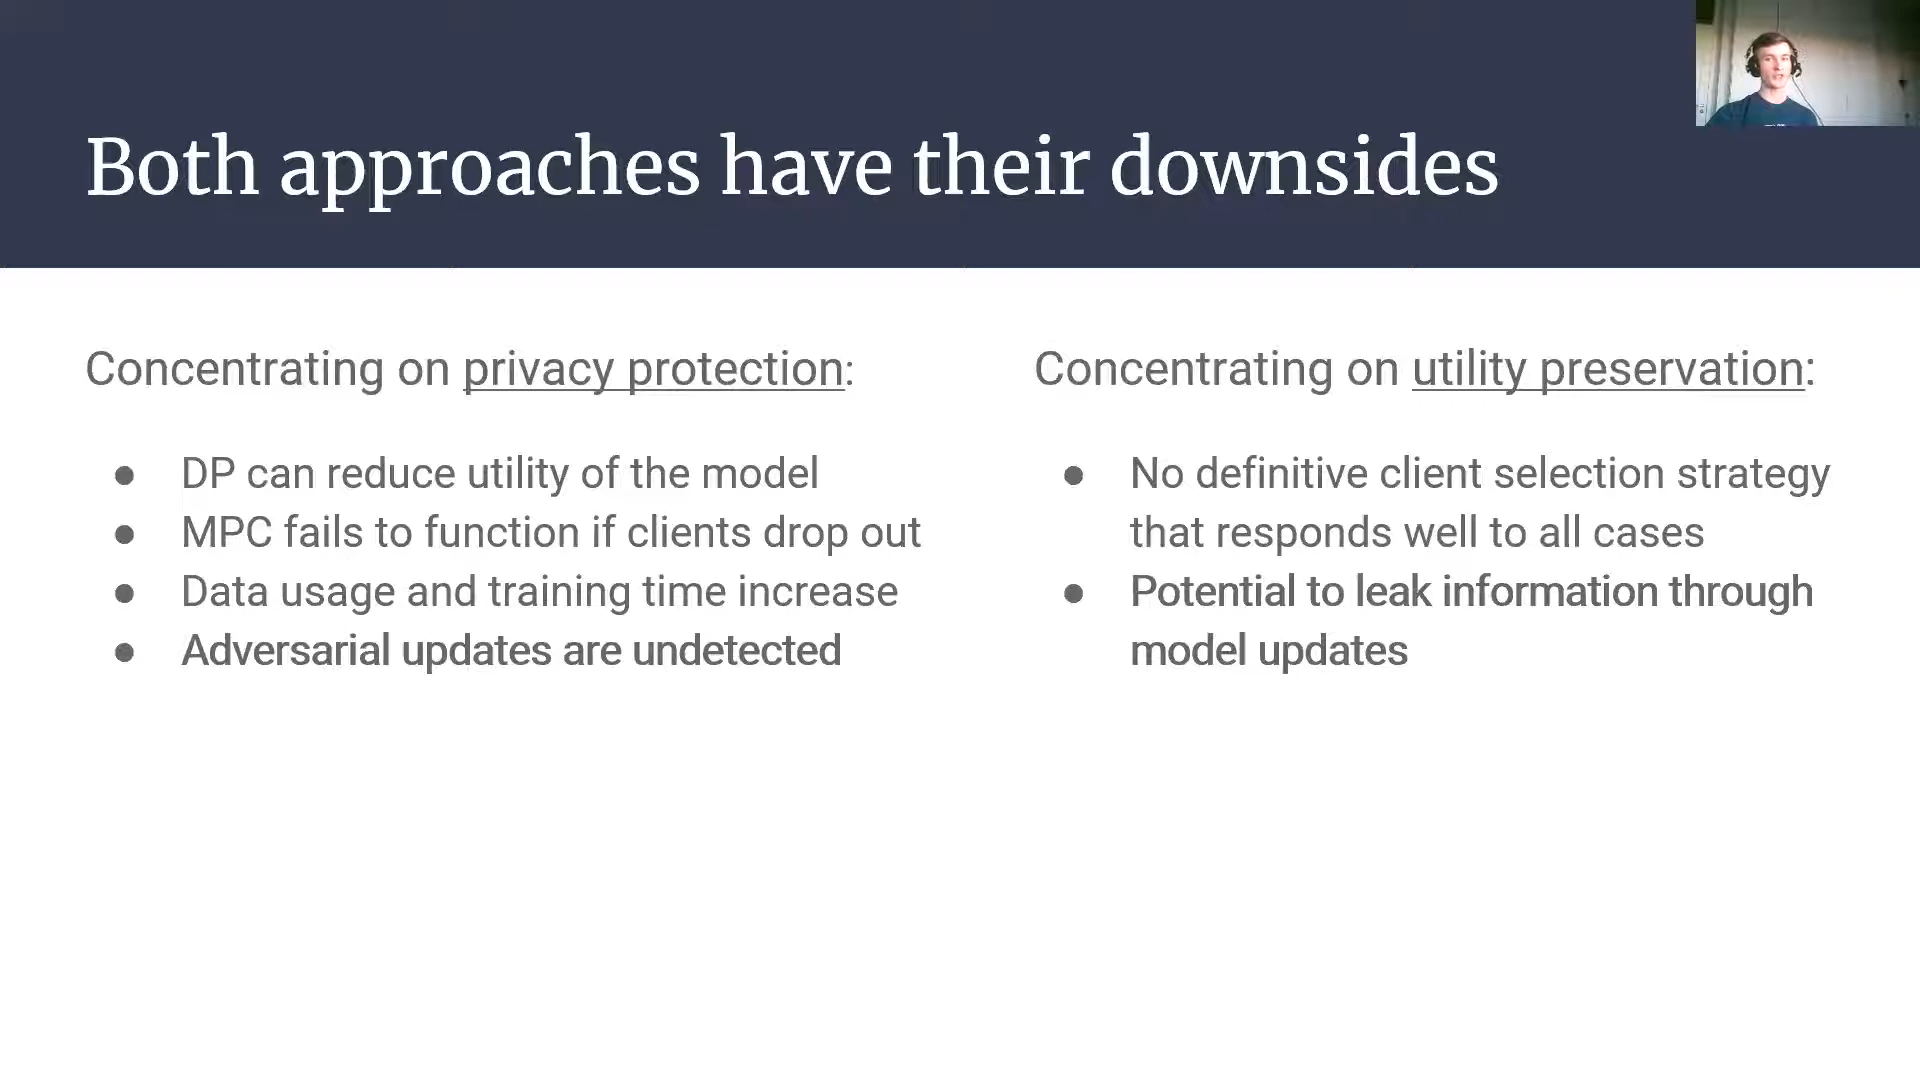 Both approaches have their downsides
Concentrating on privacy protection:
● DP can reduce utility of the model
● MPC fails to function if clients drop out
● Data usage and training time increase
● Adversarial updates are undetected
Concentrating on utility preservation:
● No definitive client selection strategy
that responds well to all cases
● Potential to leak information through
model updates